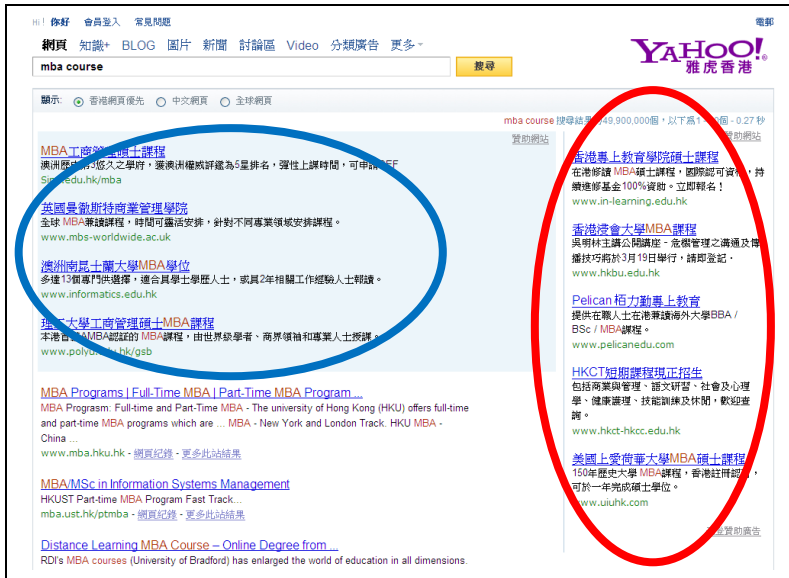 Hi! 你好 會員登入 常見問題 電郵
網頁 知識+ BLOG 圖片 新聞 討論區 Video 分類廣告 更多
YAHOO!
雅虎香港
mba course 搜尋
顯示: 香港網頁優先 中文網頁 全球網頁
mba course 搜尋結果 49,900,000個，以下為1 個 - 0.27 秒
贊助網站
MBA工商管理碩士課程
澳洲歷史 悠久之學府，獲澳洲權威評鑑為5星排名，彈性上課時間，可申請 EF
edu.hk/mba
英國曼徹斯特商業管理學院
全球 MBA兼讀課程，時間可靈活安排，針對不同專業領域安排課程。
www.mbs-worldwide.ac.uk
澳洲南昆士蘭大學MBA學位
多達13個專門供選擇，適合具學士學歷人士，或具2年相關工作經驗人士報讀。
www.informatics.edu.hk
理工大學工商管理碩士MBA課程
本港 AMBA認証的 MBA課程，由世界級學者、商界領袖和專業人士授課。
www.polyu.edu.hk/gsb
MBA Programs | Full-Time MBA | Part-Time MBA Program ...
MBA Prograsm: Full-time and Part-Time MBA - The university of Hong Kong (HKU) offers full-time
and part-time MBA programs which are ... MBA - New York and London Track. HKU MBA -
China ...
www.mba.hku.hk - 網頁紀錄 - 更多此站結果
MBA/MSc in Information Systems Management
HKUST Part-time MBA Program Fast Track...
mba.ust.hk/ptmba - 網頁紀錄 - 更多此站結果
Distance Learning MBA Course – Online Degree from ...
RDI's MBA courses (University of Bradford) has enlarged the world of education in all dimensions.
贊助網站
香港專上教育學院碩士課程
在港修讀 MBA碩士課程，國際認可資格，持
續進修基金100%資助。立即報名！
www.in-learning.edu.hk
香港浸會大學MBA課程
吳明林主講公開講座 - 危機管理之溝通及傳
播技巧將於3月19日舉行，請即登記．
www.hkbu.edu.hk
Pelican 栢力勤專上教育
提供在職人士在港兼讀海外大學BBA /
BSc / MBA課程。
www.pelicanedu.com
HKCT短期課程現正招生
包括商業與管理、語文研習、社會及心理
學、健康護理、技能訓練及休閒，歡迎查
詢。
www.hkct-hkcc.edu.hk
美國上愛荷華大學MBA碩士課程
150年歷史大學 MBA課程，香港註冊認 ，
可於一年完成碩士學位。
www.uiuhk.com
登贊助廣告